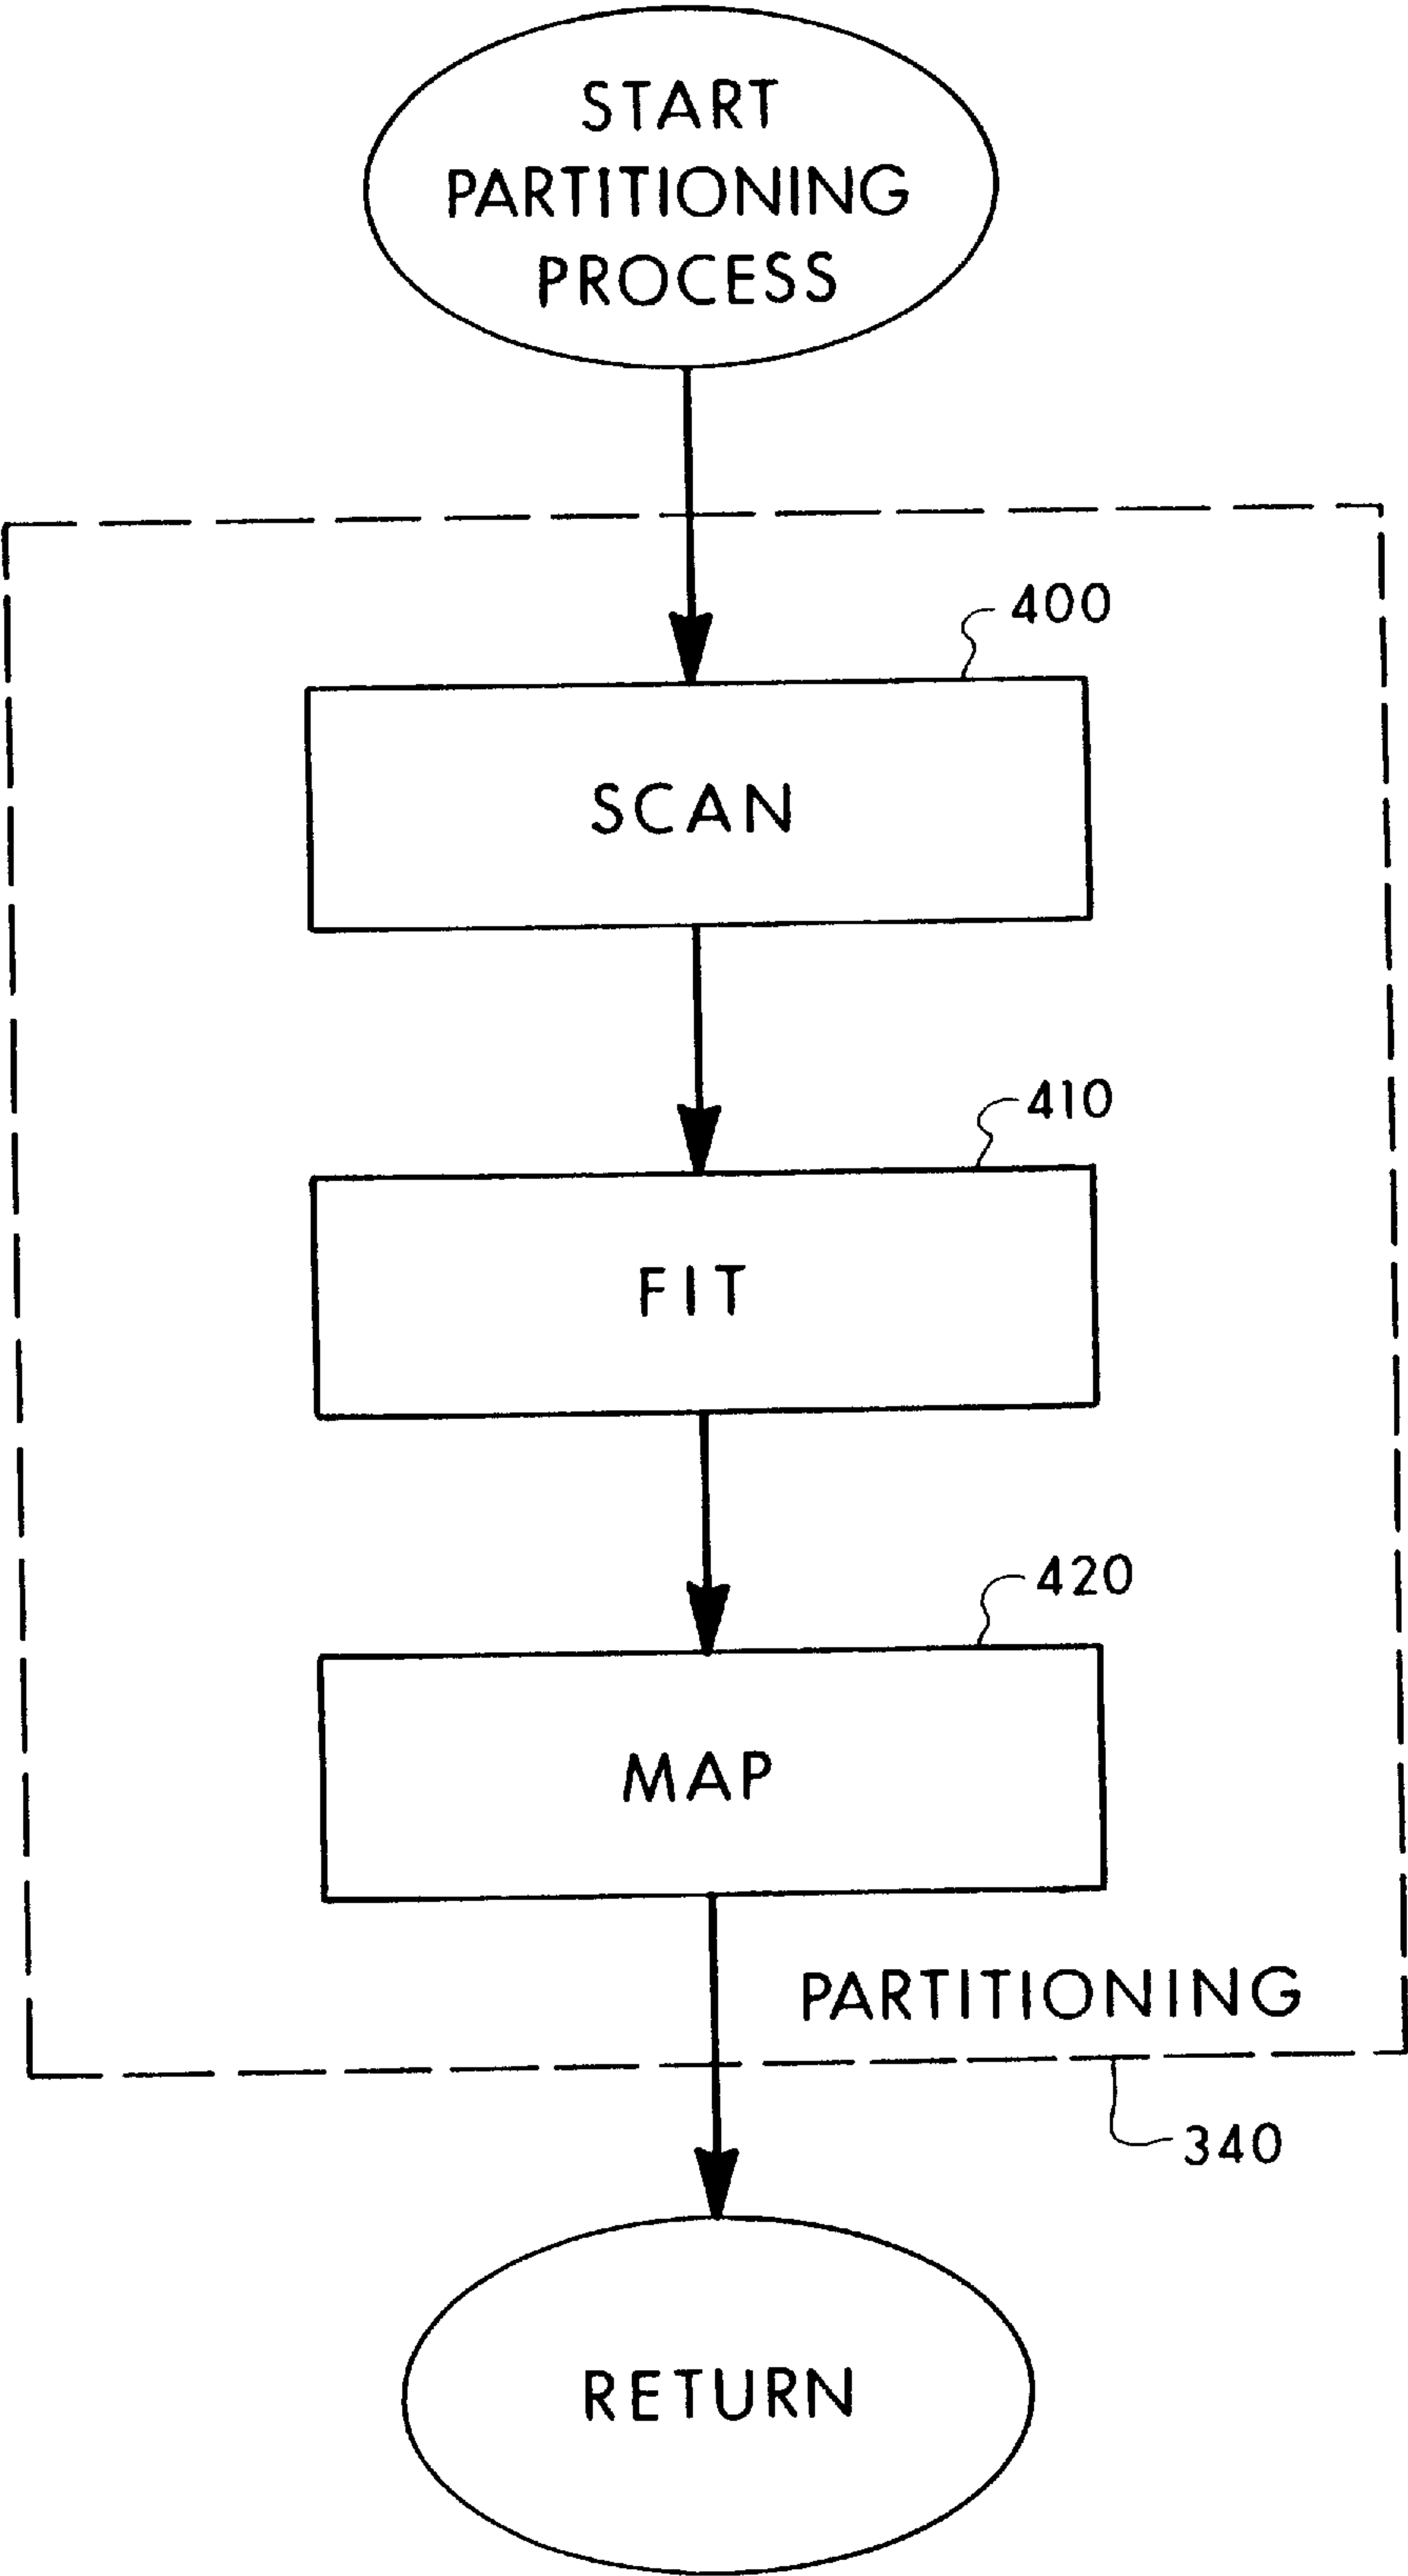 START
PARTITIONING
PROCESS
400
SCAN
410
FIT
420
MAP
PARTITIONING
340
RETURN